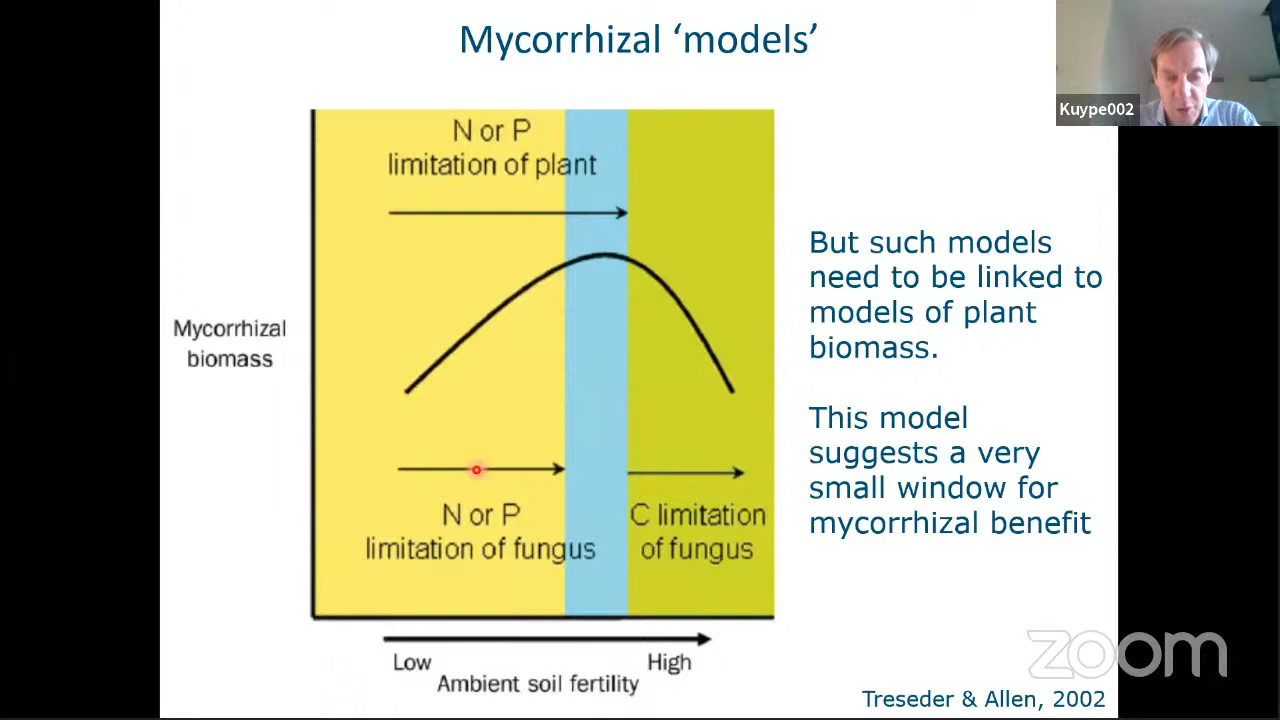 Mycorrhizal ‘models’
Kuype002
N or P
limitation of plant
Mycorrhizal
biomass
N or P
limitation of fungus
C limitation
of fungus
Low
High
Ambient soil fertility
But such models
need to be linked to
models of plant
biomass.
This model
suggests a very
small window for
mycorrhizal benefit
zoom
Treseder & Allen, 2002